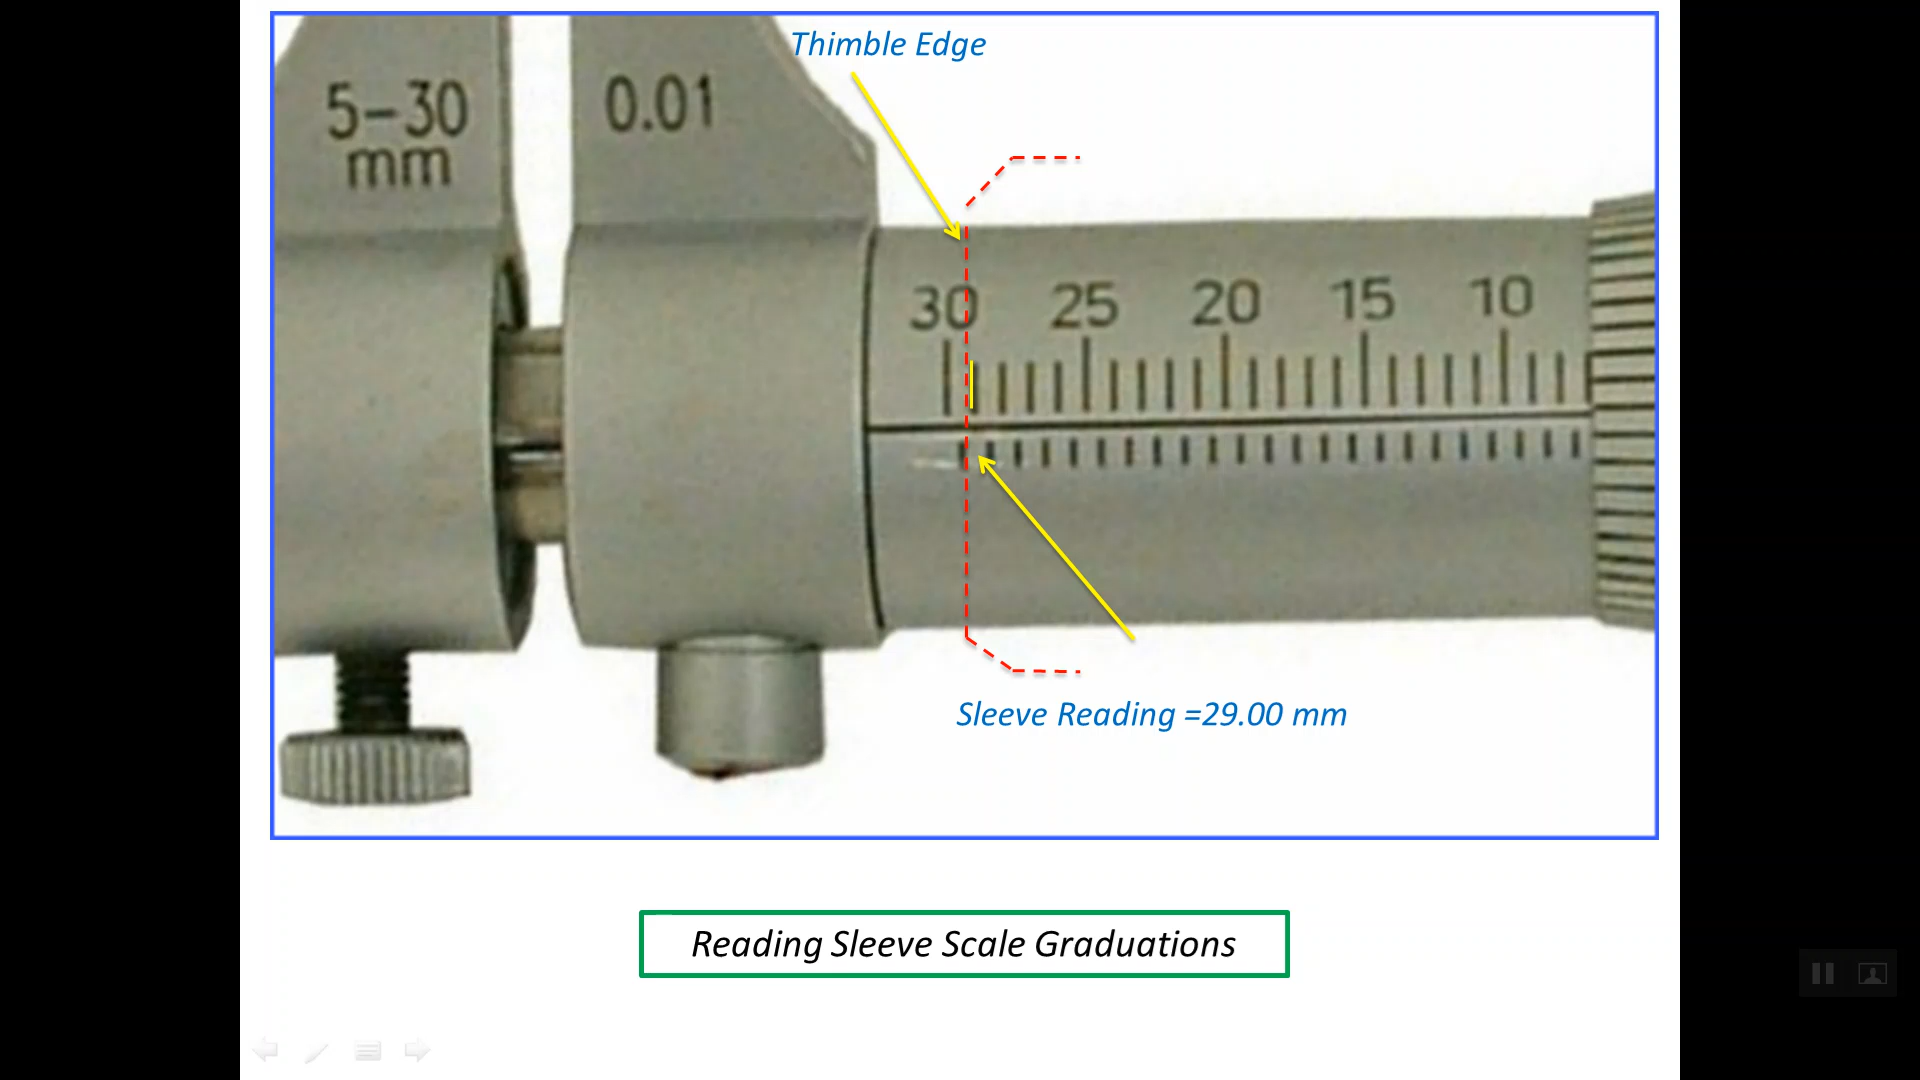 Thimble Edge
5-30
mm
0.01
30 25 20 15 10
Sleeve Reading =29.00 mm
Reading Sleeve Scale Graduations